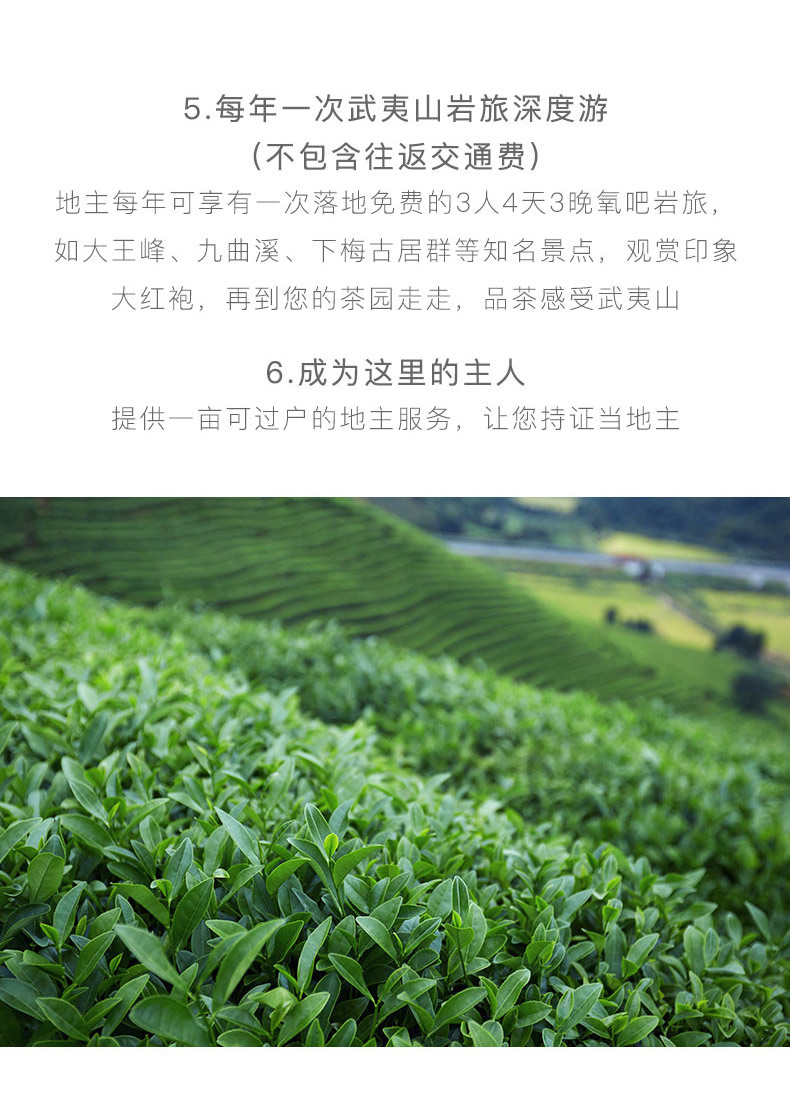 5.每年一次武夷山岩旅深度游
(不包含往返交通费)
地主每年可享有一次落地免费的3人4天3晚氧吧岩旅，
如大王峰、九曲溪、下梅古居群等知名景点，观赏印象
大红袍，再到您的茶园走走，品茶感受武夷山
6.成为这里的主人
提供一亩可过户的地主服务，让您持证当地主